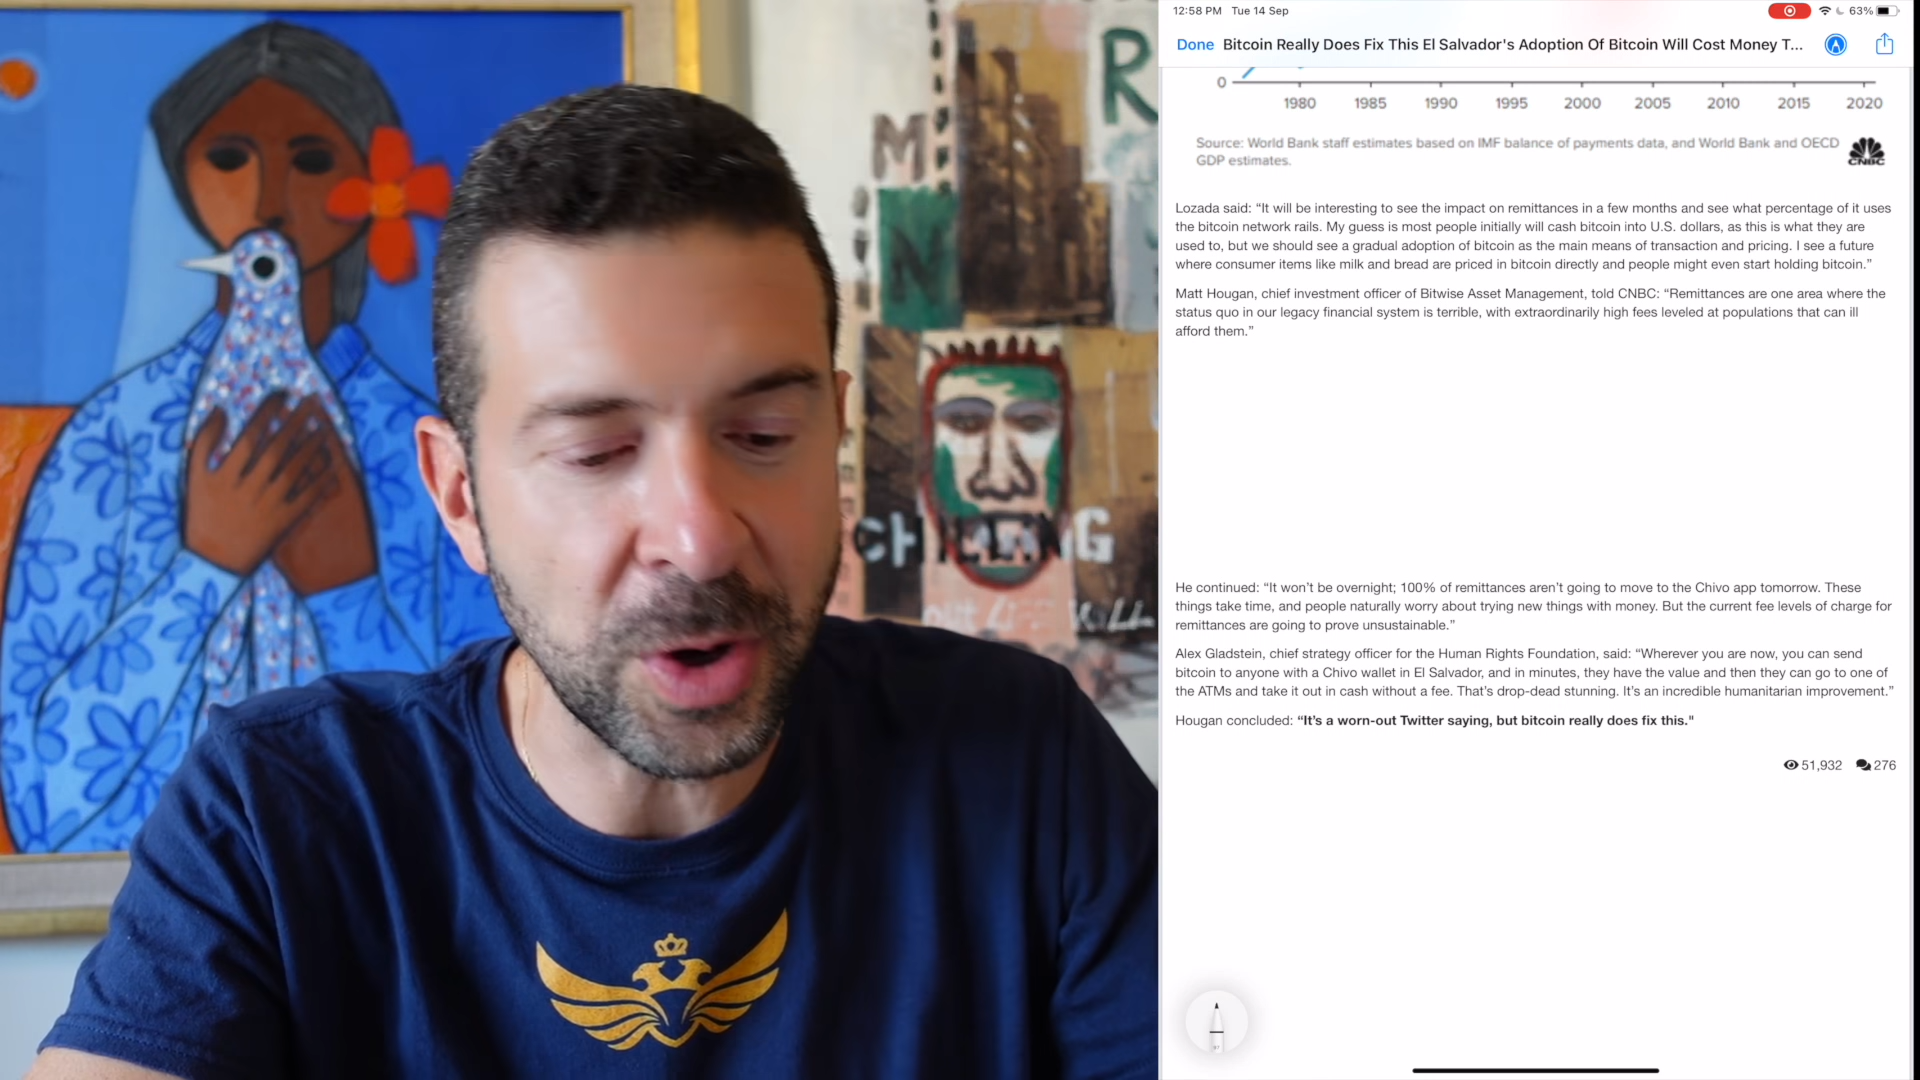 12:58 PM Tue 14 Sep
63%
Done Bitcoin Really Does Fix This El Salvador's Adoption Of Bitcoin Will Cost Money T...
0
1980 1985 1990 1995 2000 2005 2010 2015 2020
Source: World Bank staff estimates based on IMF balance of payments data, and World Bank and OECD
GDP estimates.
CNBC
Lozada said: “It will be interesting to see the impact on remittances in a few months and see what percentage of it uses
the bitcoin network rails. My guess is most people initially will cash bitcoin into U.S. dollars, as this is what they are
used to, but we should see a gradual adoption of bitcoin as the main means of transaction and pricing. I see a future
where consumer items like milk and bread are priced in bitcoin directly and people might even start holding bitcoin.”
Matt Hougan, chief investment officer of Bitwise Asset Management, told CNBC: “Remittances are one area where the
status quo in our legacy financial system is terrible, with extraordinarily high fees leveled at populations that can ill
afford them.”
He continued: “It won’t be overnight; 100% of remittances aren’t going to move to the Chivo app tomorrow. These
things take time, and people naturally worry about trying new things with money. But the current fee levels of charge for
remittances are going to prove unsustainable.”
Alex Gladstein, chief strategy officer for the Human Rights Foundation, said: “Wherever you are now, you can send
bitcoin to anyone with a Chivo wallet in El Salvador, and in minutes, they have the value and then they can go to one of
the ATMs and take it out in cash without a fee. That’s drop-dead stunning. It’s an incredible humanitarian improvement.”
Hougan concluded: “It’s a worn-out Twitter saying, but bitcoin really does fix this."
51,932 276
R
M
N